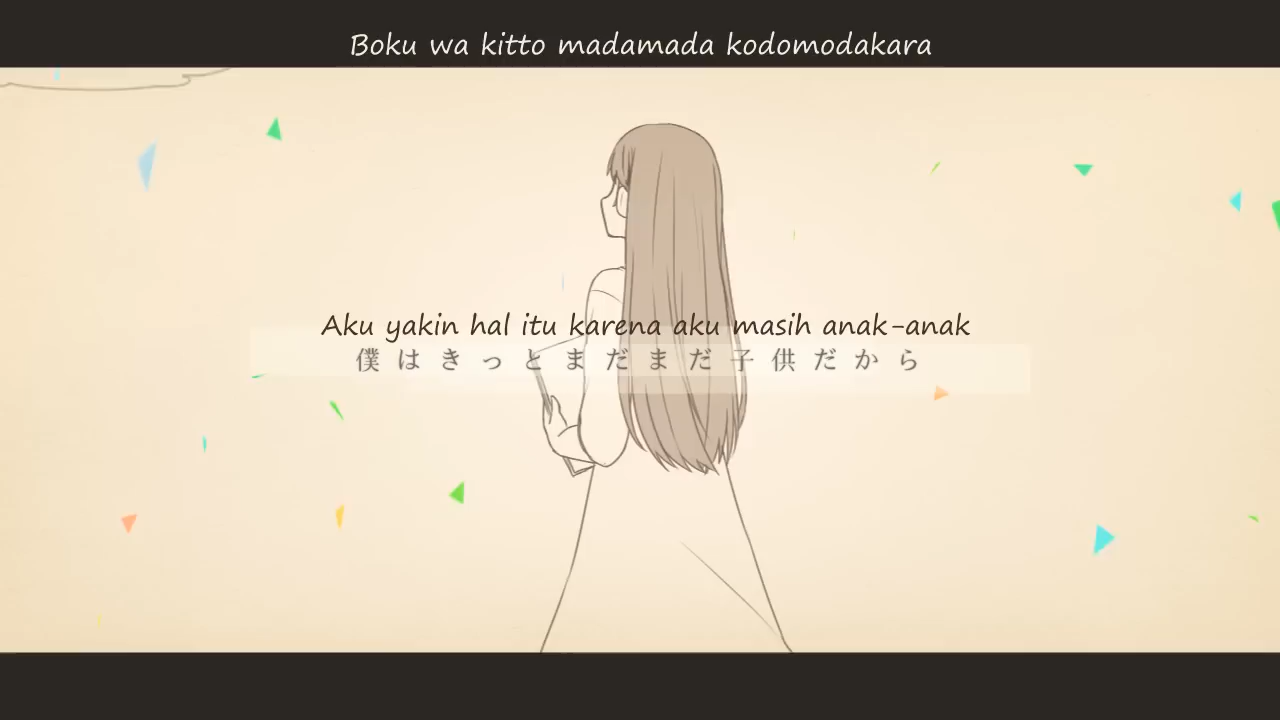 Boku wa kitto madamada kodomodakara
Aku yakin hal itu karena aku masih anak-anak
僕はきっとまだまだ子供だから